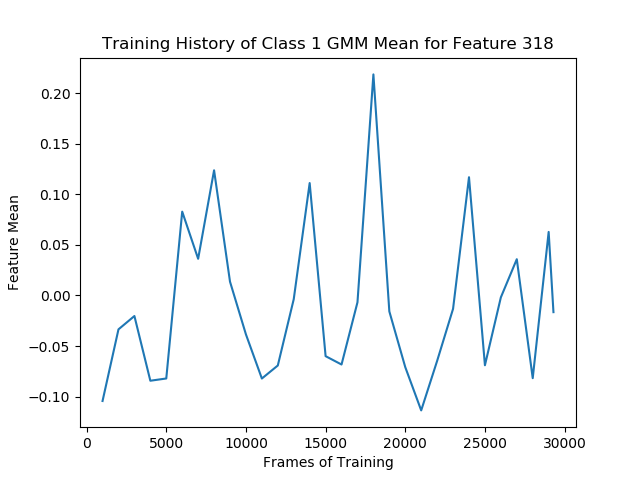 Training History of Class 1 GMM Mean for Feature 318
0.20
0.15
0.10
0.05
0.00
−0.05
−0.10
Feature Mean
0 5000 10000 15000 20000 25000 30000
Frames of Training